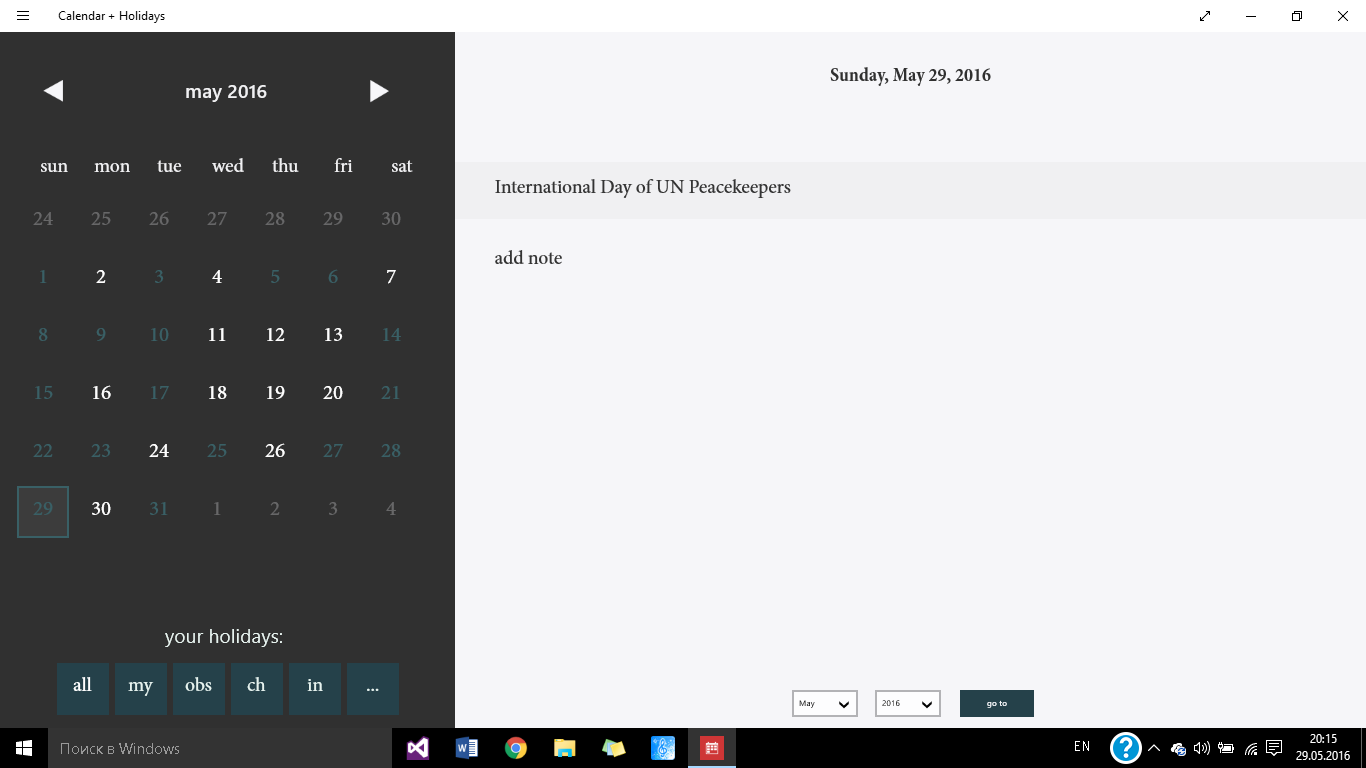 Calendar + Holidays
may 2016
sun mon tue wed thu fri sat
24 25 26 27 28 29 30
1 2 3 4 5 6 7
8 9 10 11 12 13 14
15 16 17 18 19 20 21
22 23 24 25 26 27 28
29 30 31 1 2 3 4
your holidays:
all my obs ch in ...
Sunday, May 29, 2016
International Day of UN Peacekeepers
add note
May 2016 go to
Поиск в Windows
EN
20:15
29.05.2016